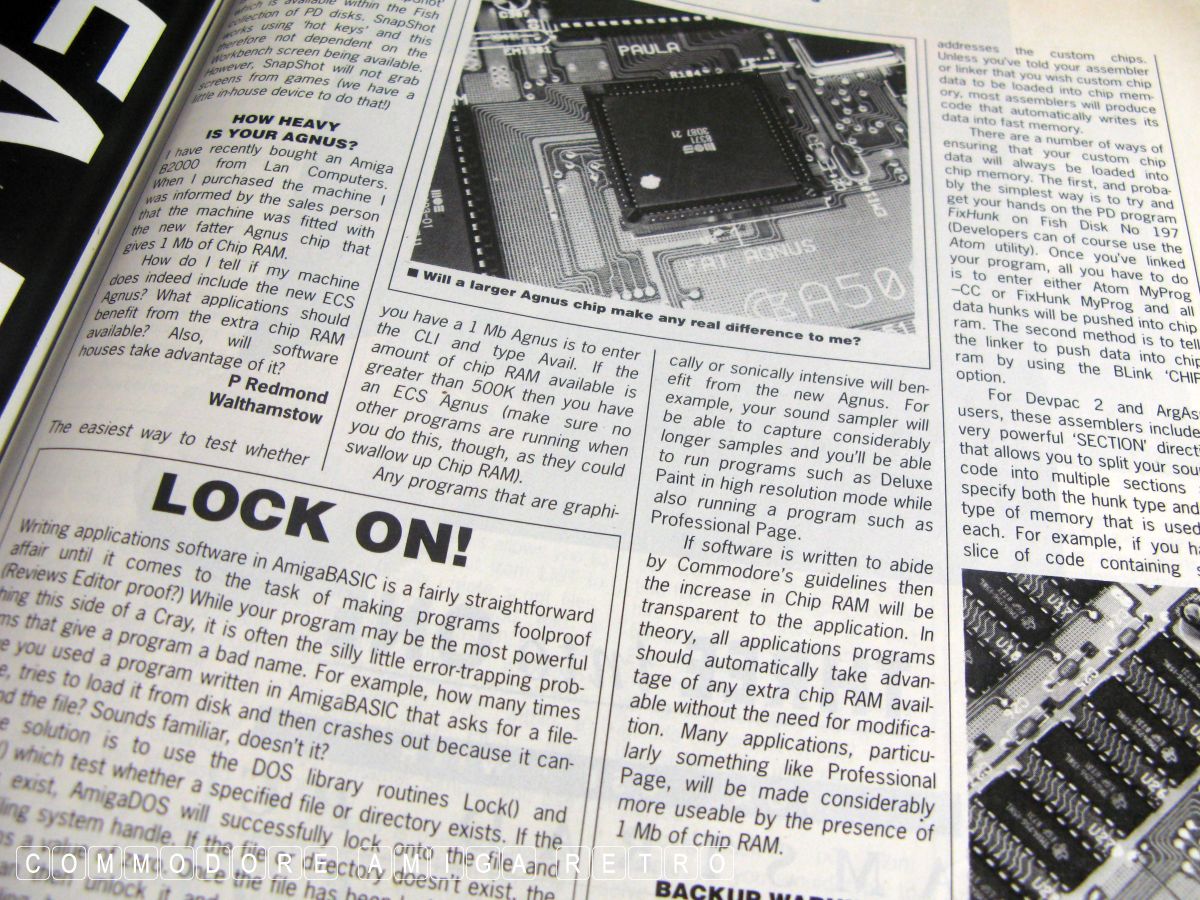 which is available within the Fish
collection of PD disks. SnapShot
works using 'hot keys' and this
therefore not dependent on the
Workbench screen being available.
However, SnapShot will not grab
screens from games (we have a
little in-house device to do that!)
HOW HEAVY
IS YOUR AGNUS?
I have recently bought an Amiga
B2000 from Lan Computers.
When I purchased the machine I
was informed by the sales person
that the machine was fitted with
the new fatter Agnus chip that
gives 1 Mb of Chip RAM.
How do I tell if my machine
does indeed include the new ECS
Agnus? What applications should
benefit from the extra chip RAM
available? Also, will software
houses take advantage of it?
P Redmond
Walthamstow
The easiest way to test whether
PAULA
R104
8371
3087 21
FAT AGNUS
A50
■ Will a larger Agnus chip make any real difference to me?
you have a 1 Mb Agnus is to enter
the CLI and type Avail. If the
amount of chip RAM available is
greater than 500K then you have
an ECS Agnus (make sure no
other programs are running when
you do this, though, as they could
swallow up Chip RAM).
Any programs that are graphi-
cally or sonically intensive will ben-
efit from the new Agnus. For
example, your sound sampler will
be able to capture considerably
longer samples and you'll be able
to run programs such as Deluxe
Paint in high resolution mode while
also running a program such as
Professional Page.
If software is written to abide
by Commodore's guidelines then
the increase in Chip RAM will be
transparent to the application. In
theory, all applications programs
should automatically take advan-
tage of any extra chip RAM avail-
able without the need for modifica-
tion. Many applications, particu-
larly something like Professional
Page, will be made considerably
more useable by the presence of
1 Mb of chip RAM.
addresses the custom chips.
Unless you've told your assembler
or linker that you wish custom chip
data to be loaded into chip mem-
ory, most assemblers will produce
code that automatically writes its
data into fast memory.
There are a number of ways of
ensuring that your custom chip
data will always be loaded into
chip memory. The first, and proba-
bly the simplest way is to try and
get your hands on the PD program
FixHunk on Fish Disk No 197
(Developers can of course use the
Atom utility). Once you've linked
your program, all you have to do
is to enter either Atom MyProg
–CC or FixHunk MyProg and all
data hunks will be pushed into chip
ram. The second method is to tell
the linker to push data into chip
ram by using the BLink 'CHIP
option.
For Devpac 2 and ArgAs
users, these assemblers include
very powerful 'SECTION' directi
that allows you to split your sou
code into multiple sections
specify both the hunk type and
type of memory that is used
each. For example, if you ha
slice of code containing
LOCK ON!
Writing applications software in AmigaBASIC is a fairly straightforward
affair until it comes to the task of making programs foolproof
(Reviews Editor proof?) While your program may be the most powerful
thing this side of a Cray, it is often the silly little error-trapping prob-
ms that give a program a bad name. For example, how many times
e you used a program written in AmigaBASIC that asks for a file-
e, tries to load it from disk and then crashes out because it can-
nd the file? Sounds familiar, doesn't it?
e solution is to use the DOS library routines Lock() and
() which test whether a specified file or directory exists. If the
exist, AmigaDOS will successfully lock onto the file and
ling system handle. If the file or directory doesn't exist, the
COMMODORE AMIGA RETRO